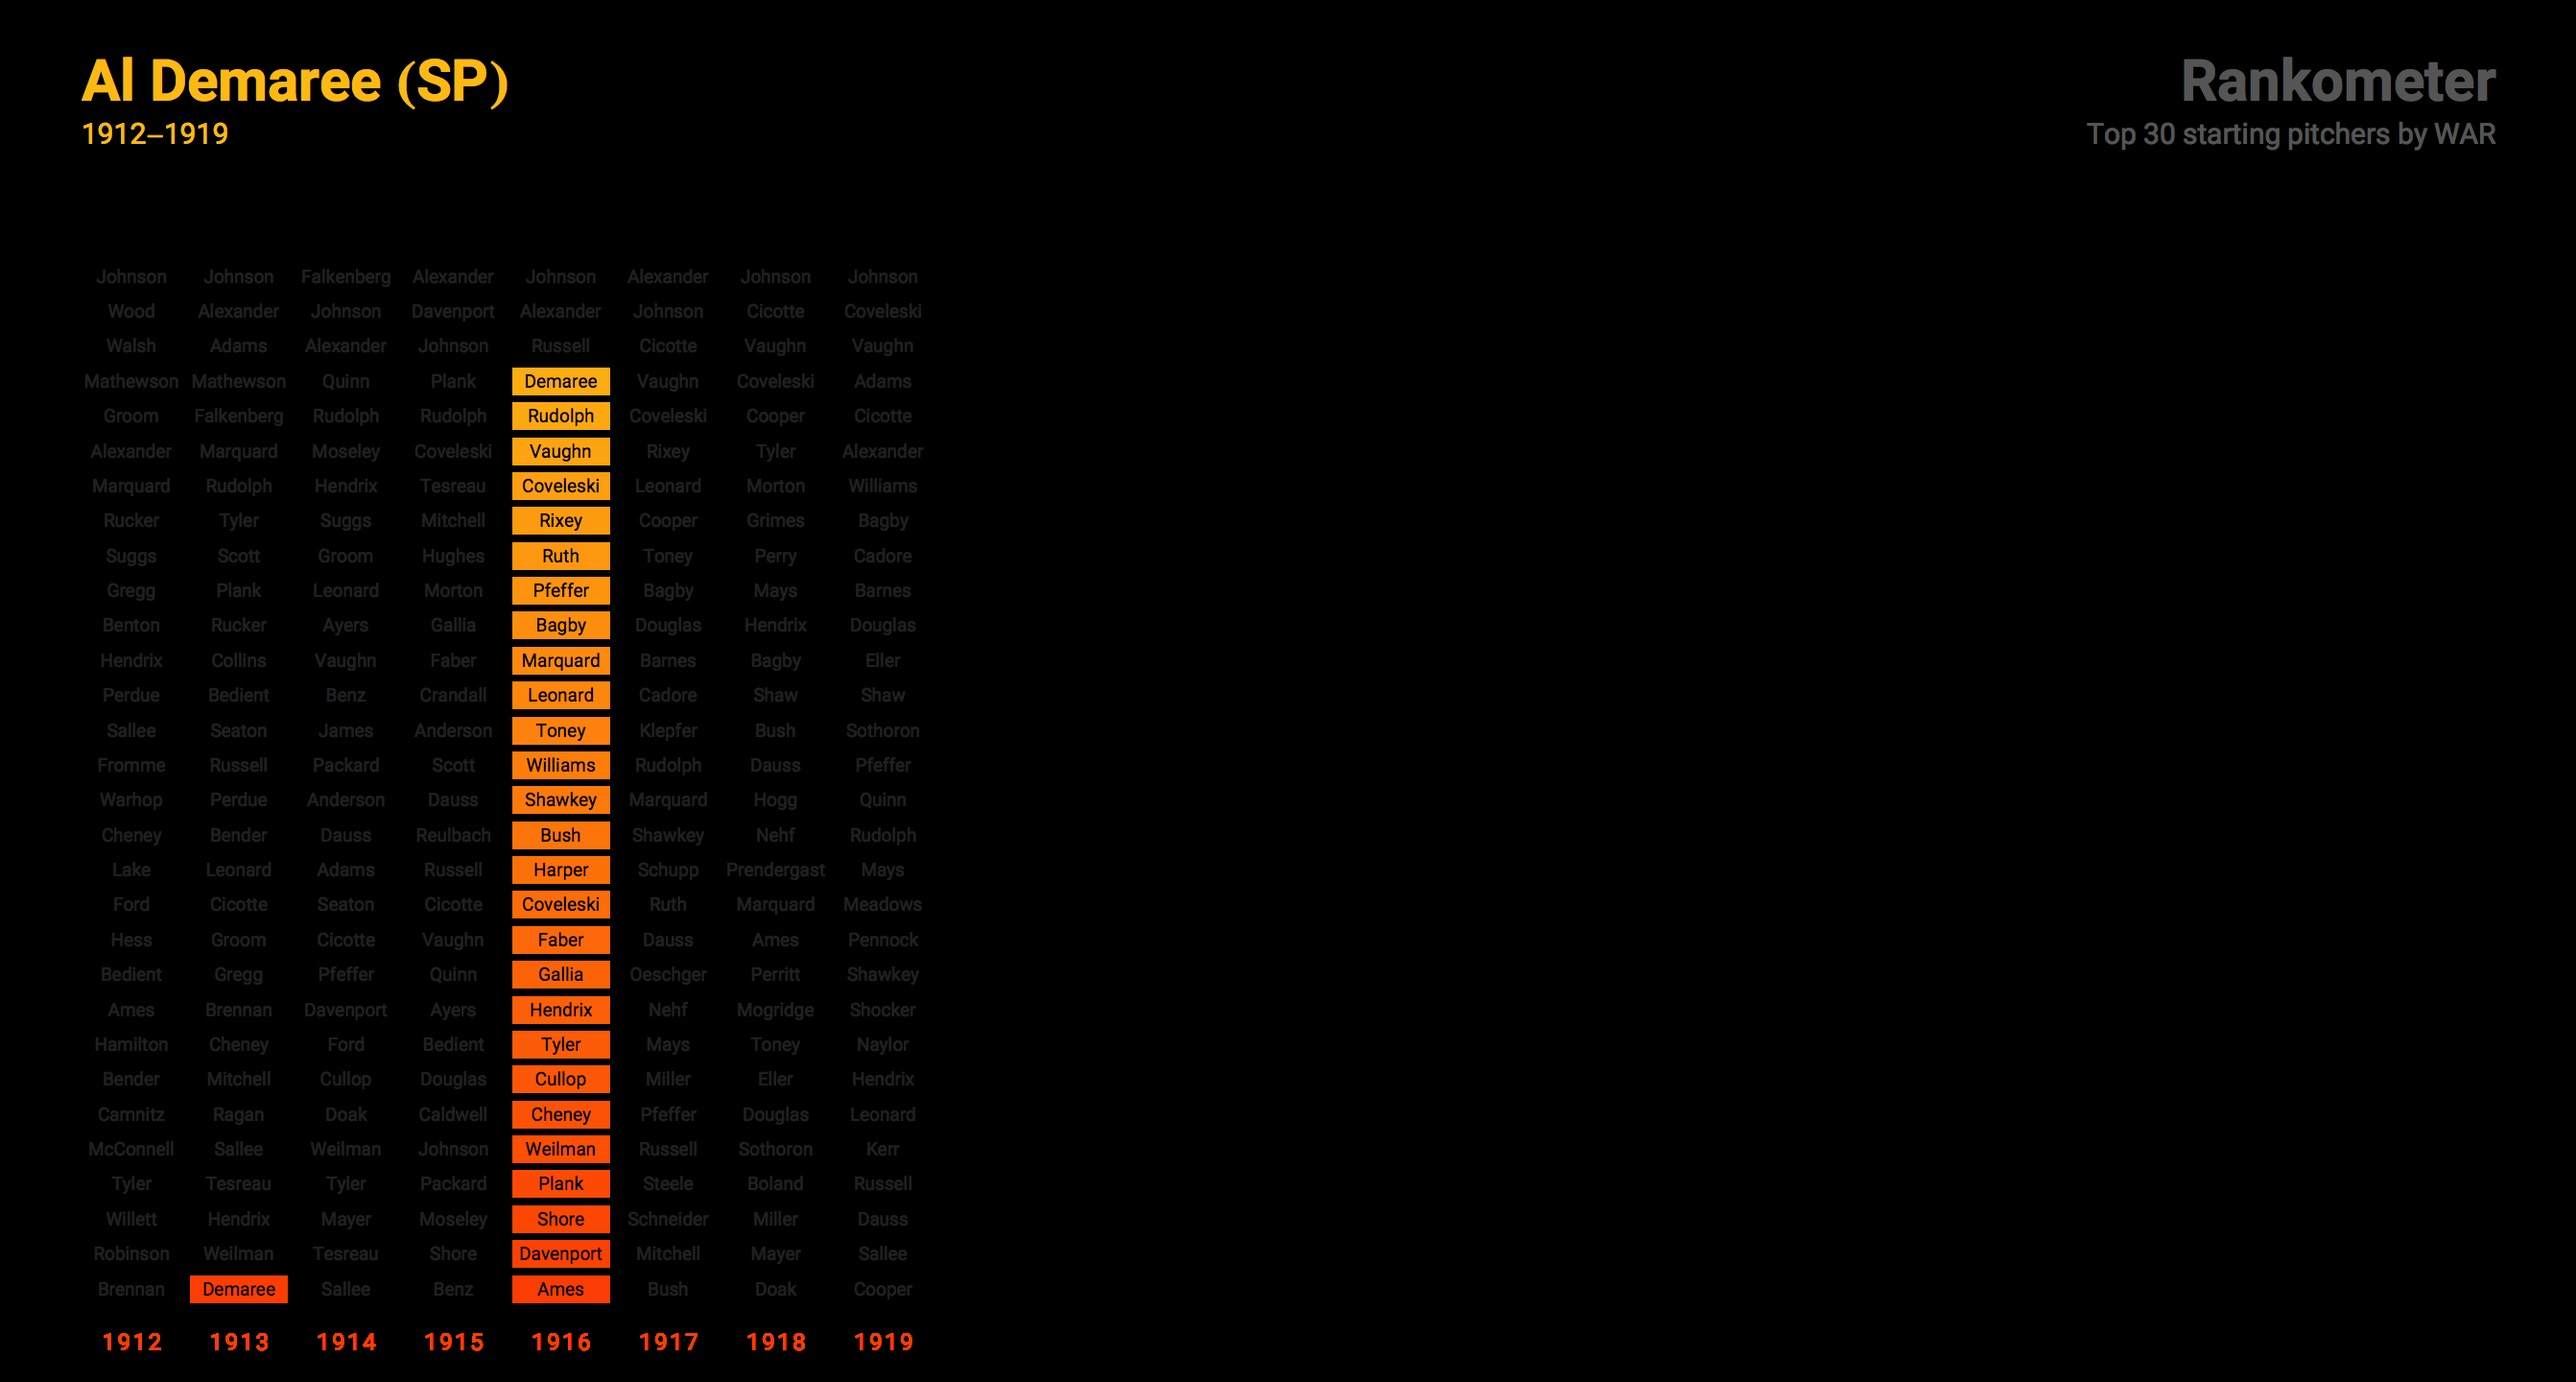 Al Demaree (SP)
1912–1919
Rankometer
Top 30 starting pitchers by WAR
Johnson Johnson Falkenberg Alexander Johnson Alexander Johnson Johnson
Wood Alexander Johnson Davenport Alexander Johnson Cicotte Coveleski
Walsh Adams Alexander Johnson Russell Cicotte Vaughn Vaughn
Mathewson Mathewson Quinn Plank Demaree Vaughn Coveleski Adams
Groom Falkenberg Rudolph Rudolph Rudolph Coveleski Cooper Cicotte
Alexander Marquard Moseley Coveleski Vaughn Rixey Tyler Alexander
Marquard Rudolph Hendrix Tesreau Coveleski Leonard Morton Williams
Rucker Tyler Suggs Mitchell Rixey Cooper Grimes Bagby
Suggs Scott Groom Hughes Ruth Toney Perry Cadore
Gregg Plank Leonard Morton Pfeffer Bagby Mays Barnes
Benton Rucker Ayers Gallia Bagby Douglas Hendrix Douglas
Hendrix Collins Vaughn Faber Marquard Barnes Bagby Eller
Perdue Bedient Benz Crandall Leonard Cadore Shaw Shaw
Sallee Seaton James Anderson Toney Klepfer Bush Sothoron
Fromme Russell Packard Scott Williams Rudolph Dauss Pfeffer
Warhop Perdue Anderson Dauss Shawkey Marquard Hogg Quinn
Cheney Bender Dauss Reulbach Bush Shawkey Nehf Rudolph
Lake Leonard Adams Russell Harper Schupp Prendergast Mays
Ford Cicotte Seaton Cicotte Coveleski Ruth Marquard Meadows
Hess Groom Cicotte Vaughn Faber Dauss Ames Pennock
Bedient Gregg Pfeffer Quinn Gallia Oeschger Perritt Shawkey
Ames Brennan Davenport Ayers Hendrix Nehf Mogridge Shocker
Hamilton Cheney Ford Bedient Tyler Mays Toney Naylor
Bender Mitchell Cullop Douglas Cullop Miller Eller Hendrix
Camnitz Ragan Doak Caldwell Cheney Pfeffer Douglas Leonard
McConnell Sallee Weilman Johnson Weilman Russell Sothoron Kerr
Tyler Tesreau Tyler Packard Plank Steele Boland Russell
Willett Hendrix Mayer Moseley Shore Schneider Miller Dauss
Robinson Weilman Tesreau Shore Davenport Mitchell Mayer Sallee
Brennan Demaree Sallee Benz Ames Bush Doak Cooper
1912 1913 1914 1915 1916 1917 1918 1919